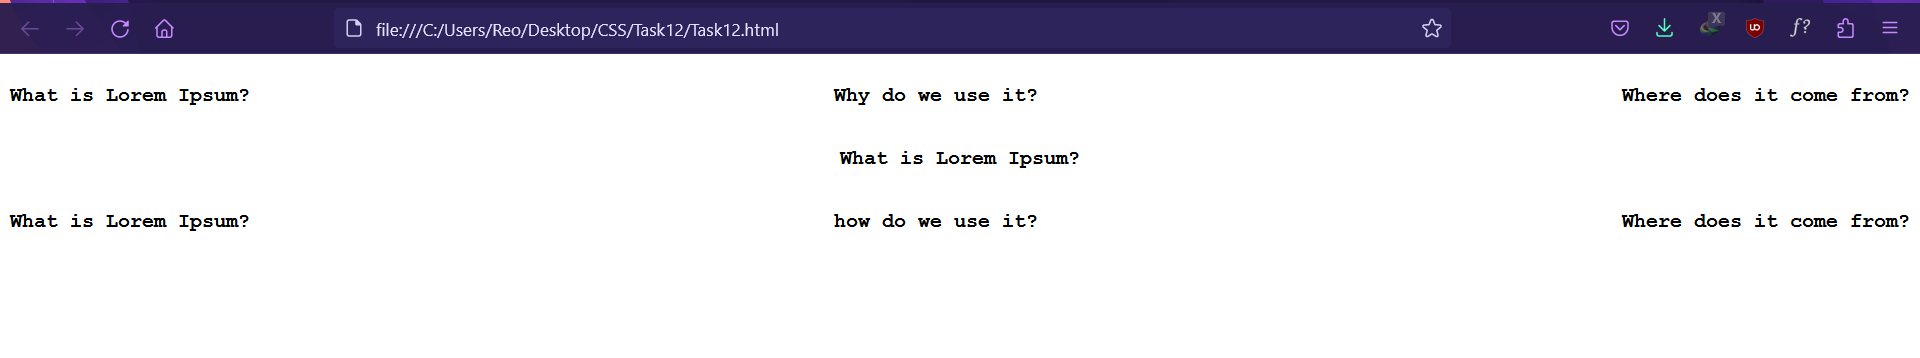 file:///C:/Users/Reo/Desktop/CSS/Task12/Task12.html
X
f?
What is Lorem Ipsum? Why do we use it? Where does it come from?
What is Lorem Ipsum?
What is Lorem Ipsum? how do we use it? Where does it come from?